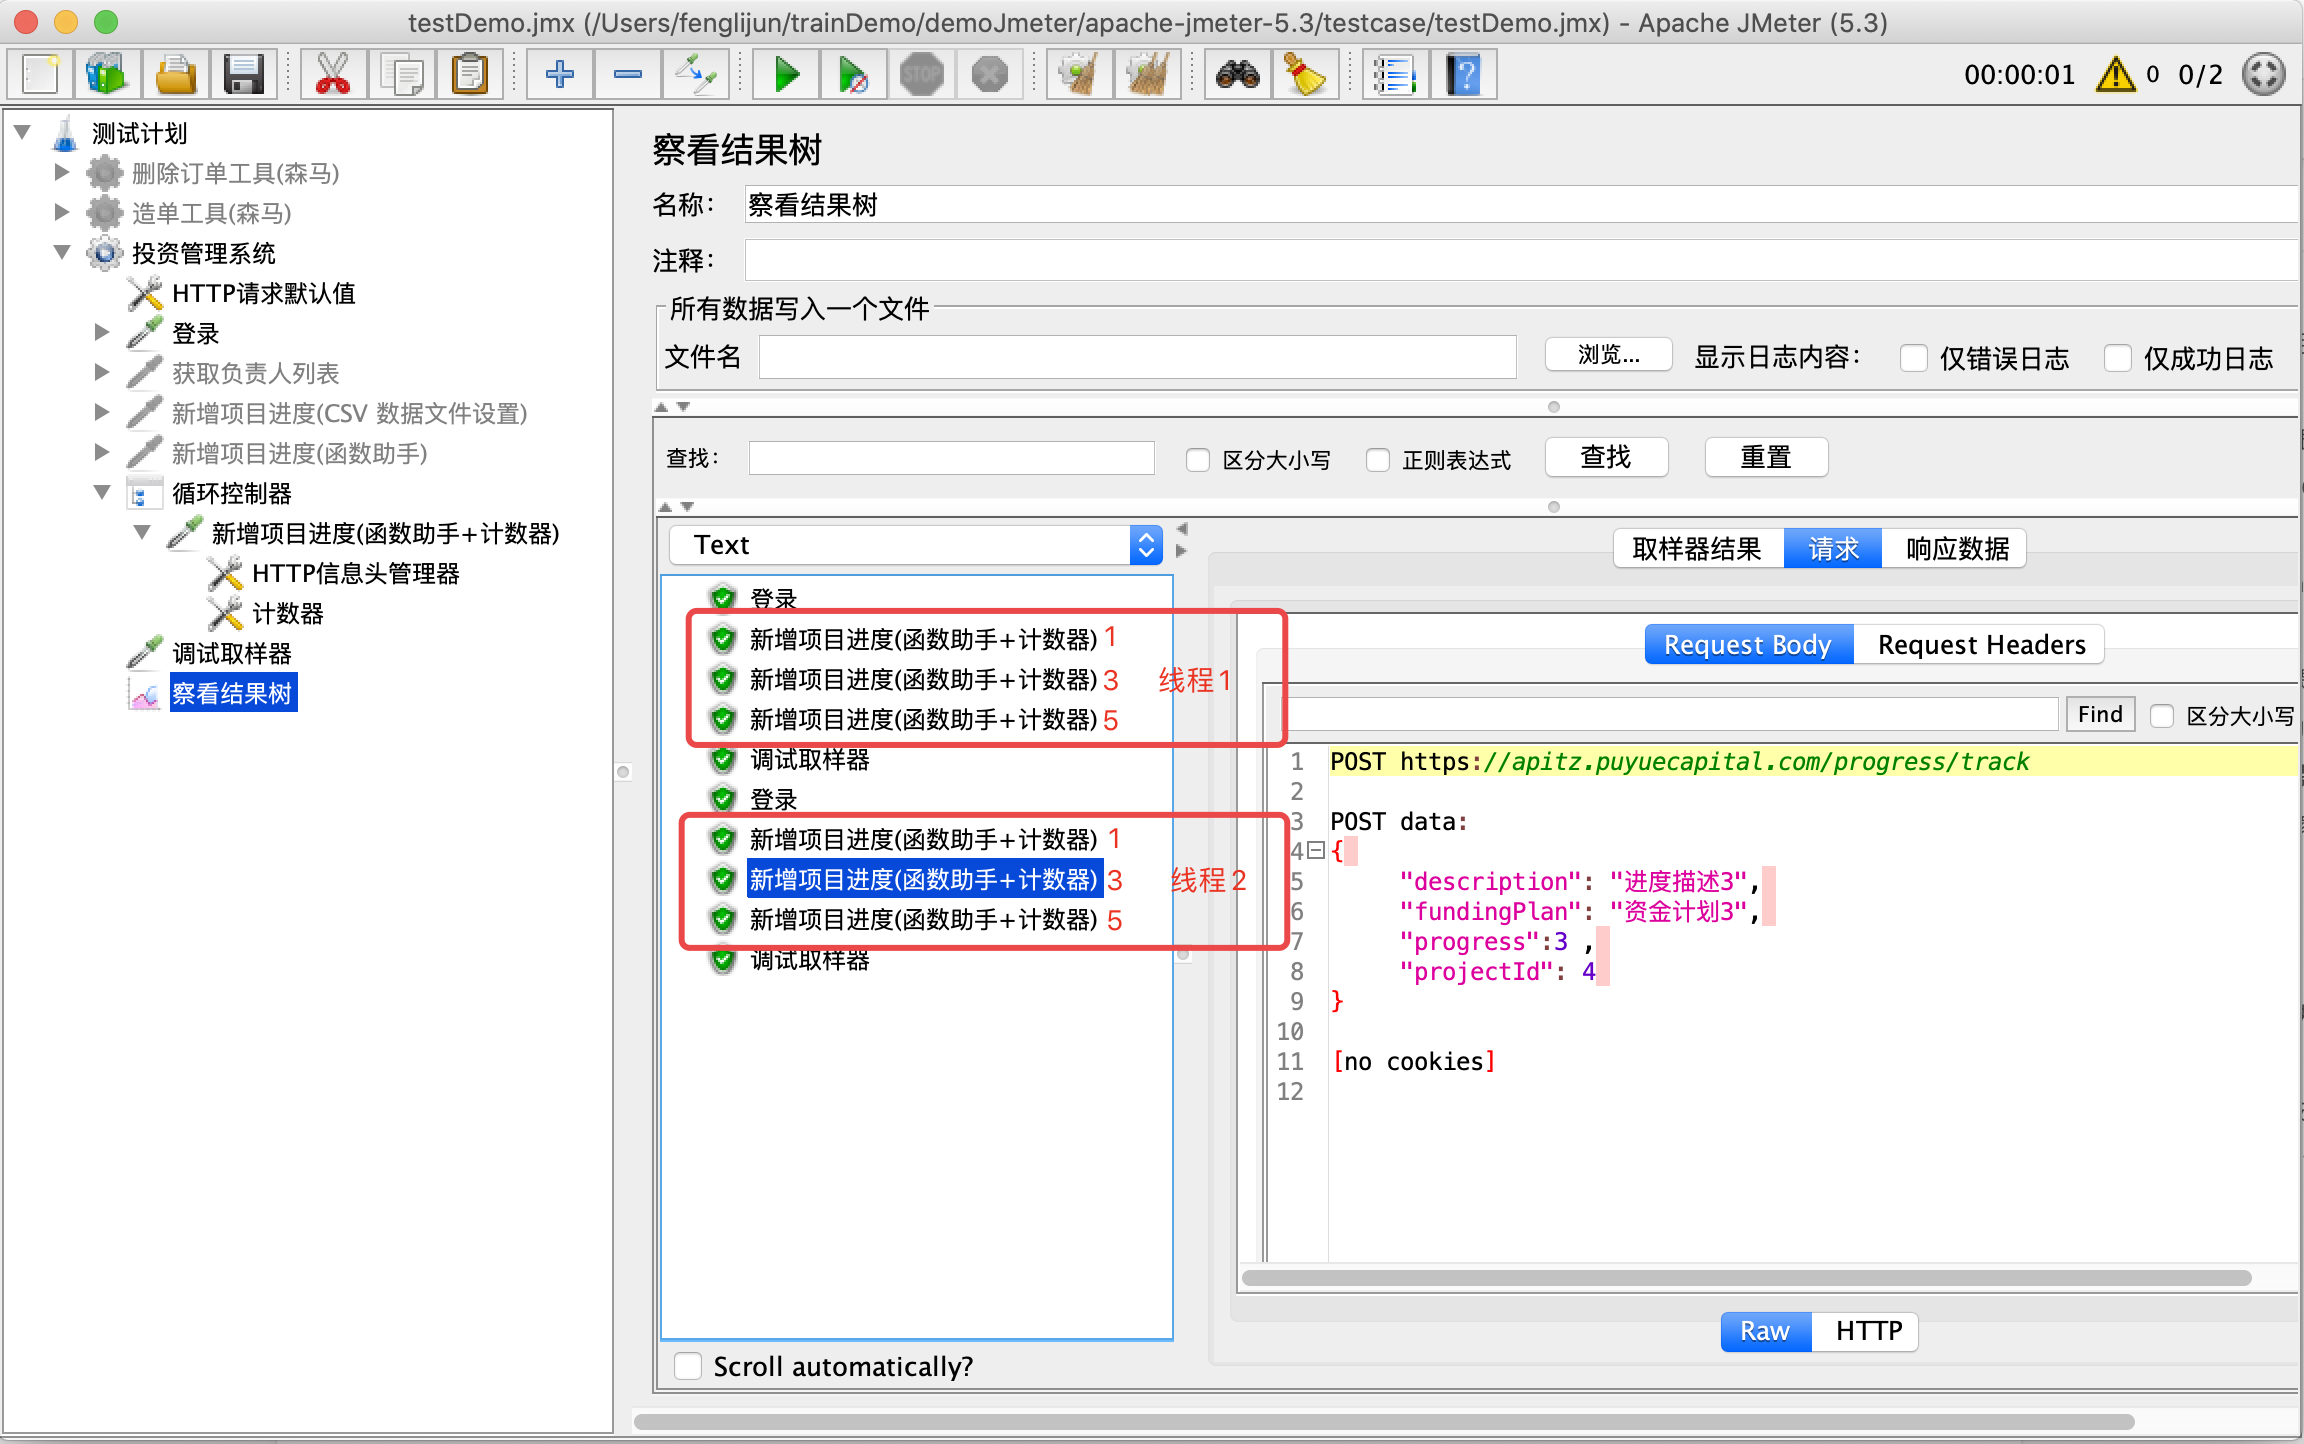 testDemo.jmx (/Users/fenglijun/trainDemo/demoJmeter/apache-jmeter-5.3/testcase/testDemo.jmx) - Apache JMeter (5.3)
STOP
00:00:01 0 0/2
测试计划
删除订单工具(森马)
造单工具(森马)
投资管理系统
HTTP请求默认值
登录
获取负责人列表
新增项目进度(CSV 数据文件设置)
新增项目进度(函数助手)
循环控制器
新增项目进度(函数助手+计数器)
HTTP信息头管理器
计数器
调试取样器
察看结果树
察看结果树
名称： 察看结果树
注释：
所有数据写入一个文件
文件名 浏览... 显示日志内容： 仅错误日志 仅成功日志
查找： 区分大小写 正则表达式 查找 重置
Text
登录
新增项目进度(函数助手+计数器) 1
新增项目进度(函数助手+计数器) 3 线程1
新增项目进度(函数助手+计数器) 5
调试取样器
登录
新增项目进度(函数助手+计数器) 1
新增项目进度(函数助手+计数器) 3 线程2
新增项目进度(函数助手+计数器) 5
调试取样器
Scroll automatically?
取样器结果 请求 响应数据
Request Body Request Headers
Find 区分大小写
1 POST https://apitz.puyuecapital.com/progress/track
2
3 POST data:
4 {
5 "description": "进度描述3",
6 "fundingPlan": "资金计划3",
7 "progress":3 ,
8 "projectId": 4
9 }
10
11 [no cookies]
12
Raw HTTP